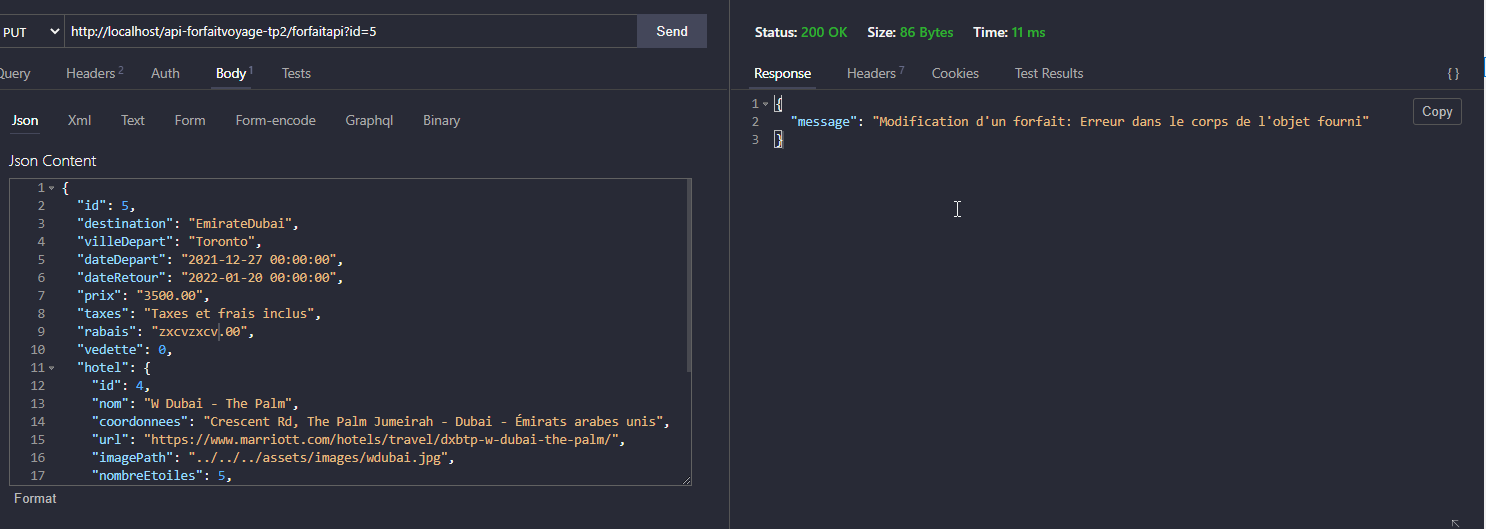 PUT http://localhost/api-forfaitvoyage-tp2/forfaitapi?id=5 Send
Query Headers 2 Auth Body 1 Tests
Json Xml Text Form Form-encode Graphql Binary
Json Content
1 {
2 "id": 5,
3 "destination": "EmirateDubai",
4 "villeDepart": "Toronto",
5 "dateDepart": "2021-12-27 00:00:00",
6 "dateRetour": "2022-01-20 00:00:00",
7 "prix": "3500.00",
8 "taxes": "Taxes et frais inclus",
9 "rabais": "zxcvzxcv.00",
10 "vedette": 0,
11 "hotel": {
12 "id": 4,
13 "nom": "W Dubai - The Palm",
14 "coordonnees": "Crescent Rd, The Palm Jumeirah - Dubai - Émirats arabes unis",
15 "url": "https://www.marriott.com/hotels/travel/dxbtp-w-dubai-the-palm/",
16 "imagePath": "../../../assets/images/wdubai.jpg",
17 "nombreEtoiles": 5,
Format
Status: 200 OK Size: 86 Bytes Time: 11 ms
Response Headers 7 Cookies Test Results { }
1 {
2 "message": "Modification d'un forfait: Erreur dans le corps de l'objet fourni"
3 }
Copy